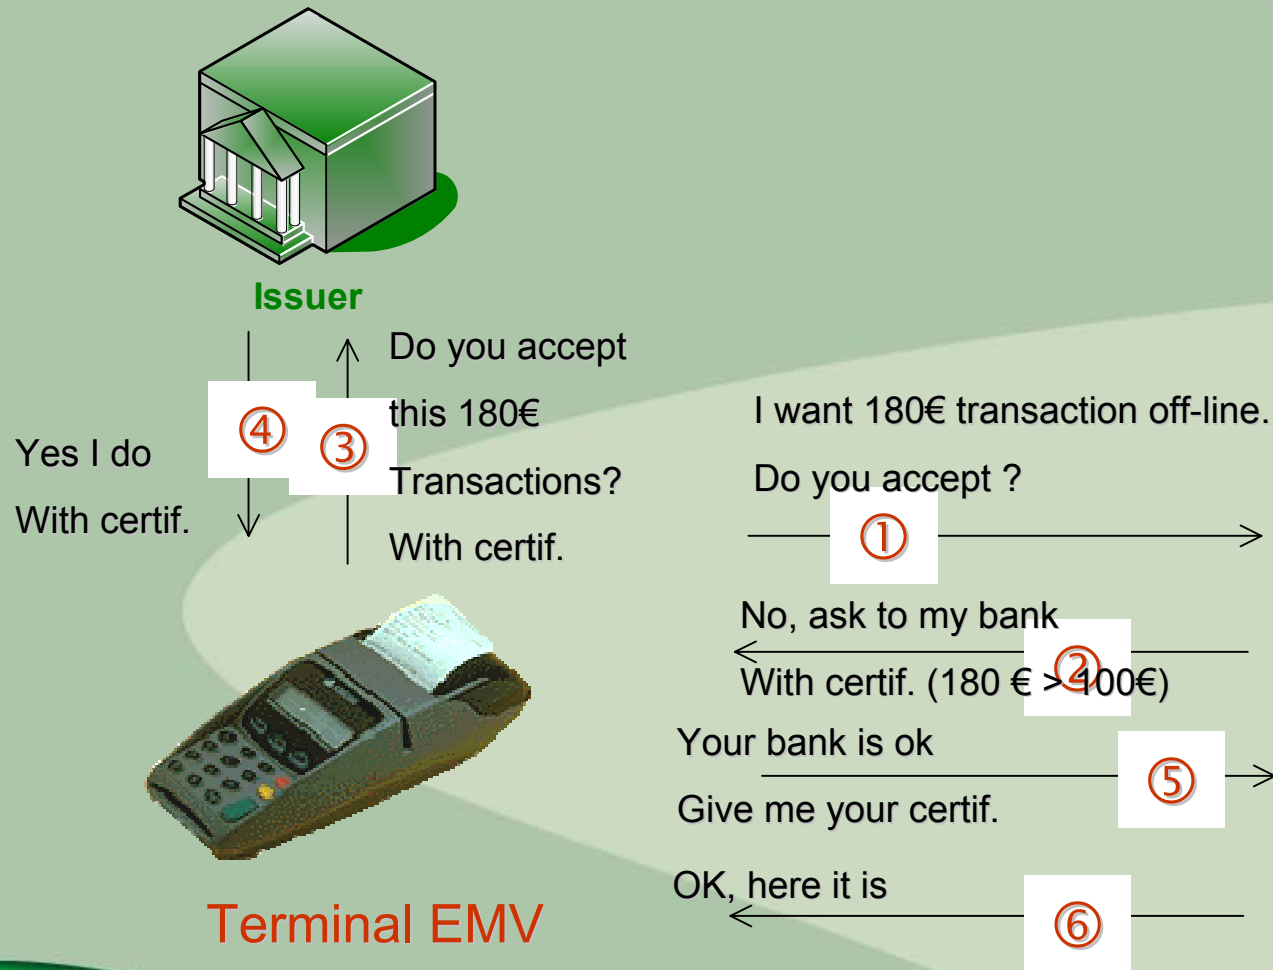 Issuer
Do you accept
this 180€
Transactions?
With certif.
④
③
Yes I do
With certif.
I want 180€ transaction off-line.
Do you accept ?
①
No, ask to my bank
②
With certif. (180 € > 100€)
Your bank is ok
⑤
Give me your certif.
OK, here it is
⑥
Terminal EMV